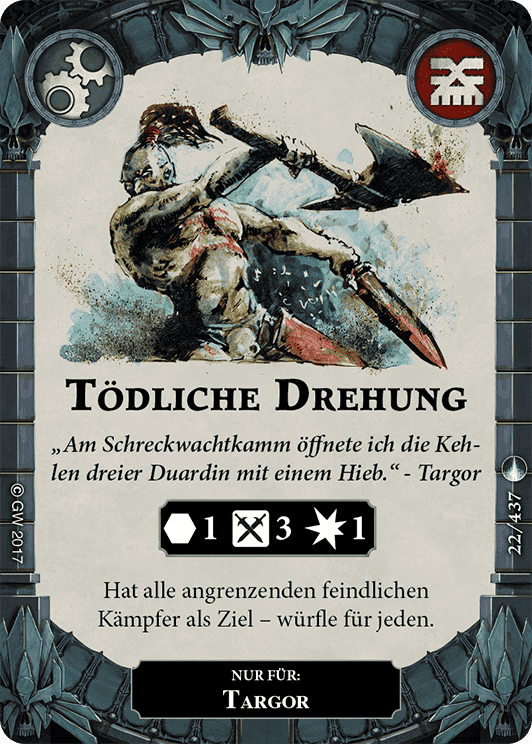 TÖDLICHE DREHUNG
„Am Schreckwachtkamm öffnete ich die Keh-
len dreier Duardin mit einem Hieb.“ - Targor
1 3 1
Hat alle angrenzenden feindlichen
Kämpfer als Ziel – würfle für jeden.
NUR FÜR:
TARGOR
© GW 2017
22/437